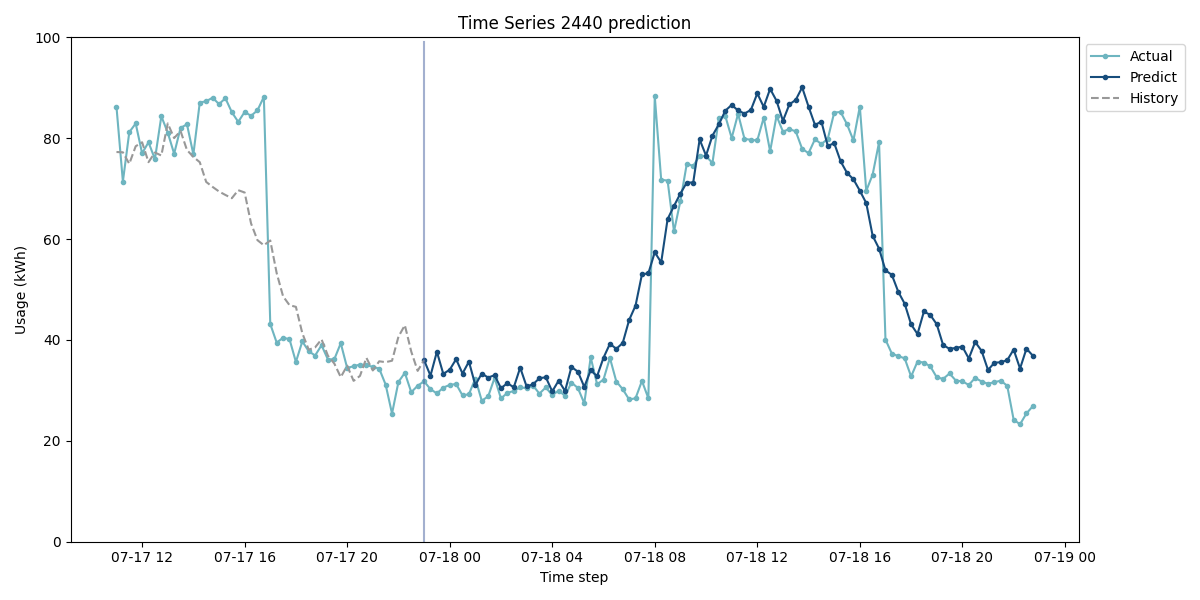 Time Series 2440 prediction
Usage (kWh)
100
80
60
40
20
0
07-17 12
07-17 16
07-17 20
07-18 00
07-18 04
07-18 08
07-18 12
07-18 16
07-18 20
07-19 00
Time step
Actual
Predict
History